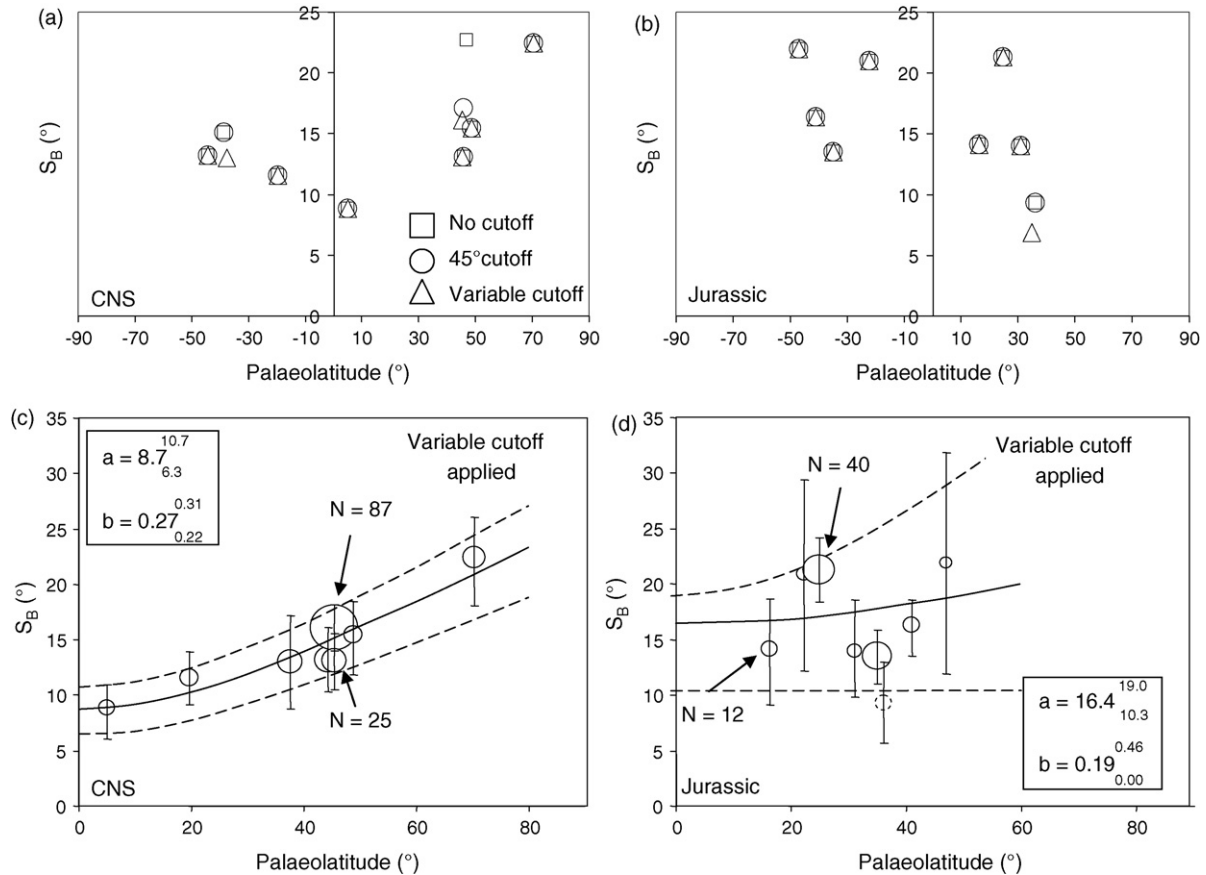 (a)
25
20
15
10
5
0
S_B (°)
No cutoff
45°cutoff
Variable cutoff
CNS
-90 -70 -50 -30 -10 10 30 50 70 90
Palaeolatitude (°)
(b)
25
20
15
10
5
0
S_B (°)
Jurassic
-90 -70 -50 -30 -10 10 30 50 70 90
Palaeolatitude (°)
(c)
35
30
25
20
15
10
5
0
S_B (°)
a = 8.7 10.7 6.3
b = 0.27 0.31 0.22
Variable cutoff
applied
N = 87
N = 25
CNS
0 20 40 60 80
Palaeolatitude (°)
(d)
35
30
25
20
15
10
5
0
S_B (°)
Variable cutoff
applied
N = 40
N = 12
a = 16.4 19.0 10.3
b = 0.19 0.46 0.00
Jurassic
0 20 40 60 80
Palaeolatitude (°)